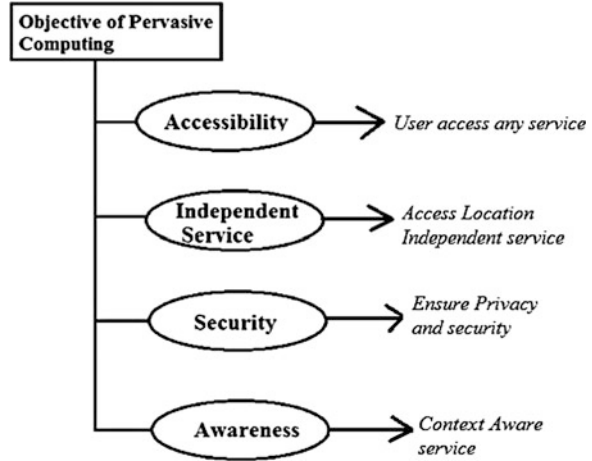 Objective of Pervasive
Computing
Accessibility
User access any service
Independent
Service
Access Location
Independent service
Security
Ensure Privacy
and security
Awareness
Context Aware
service